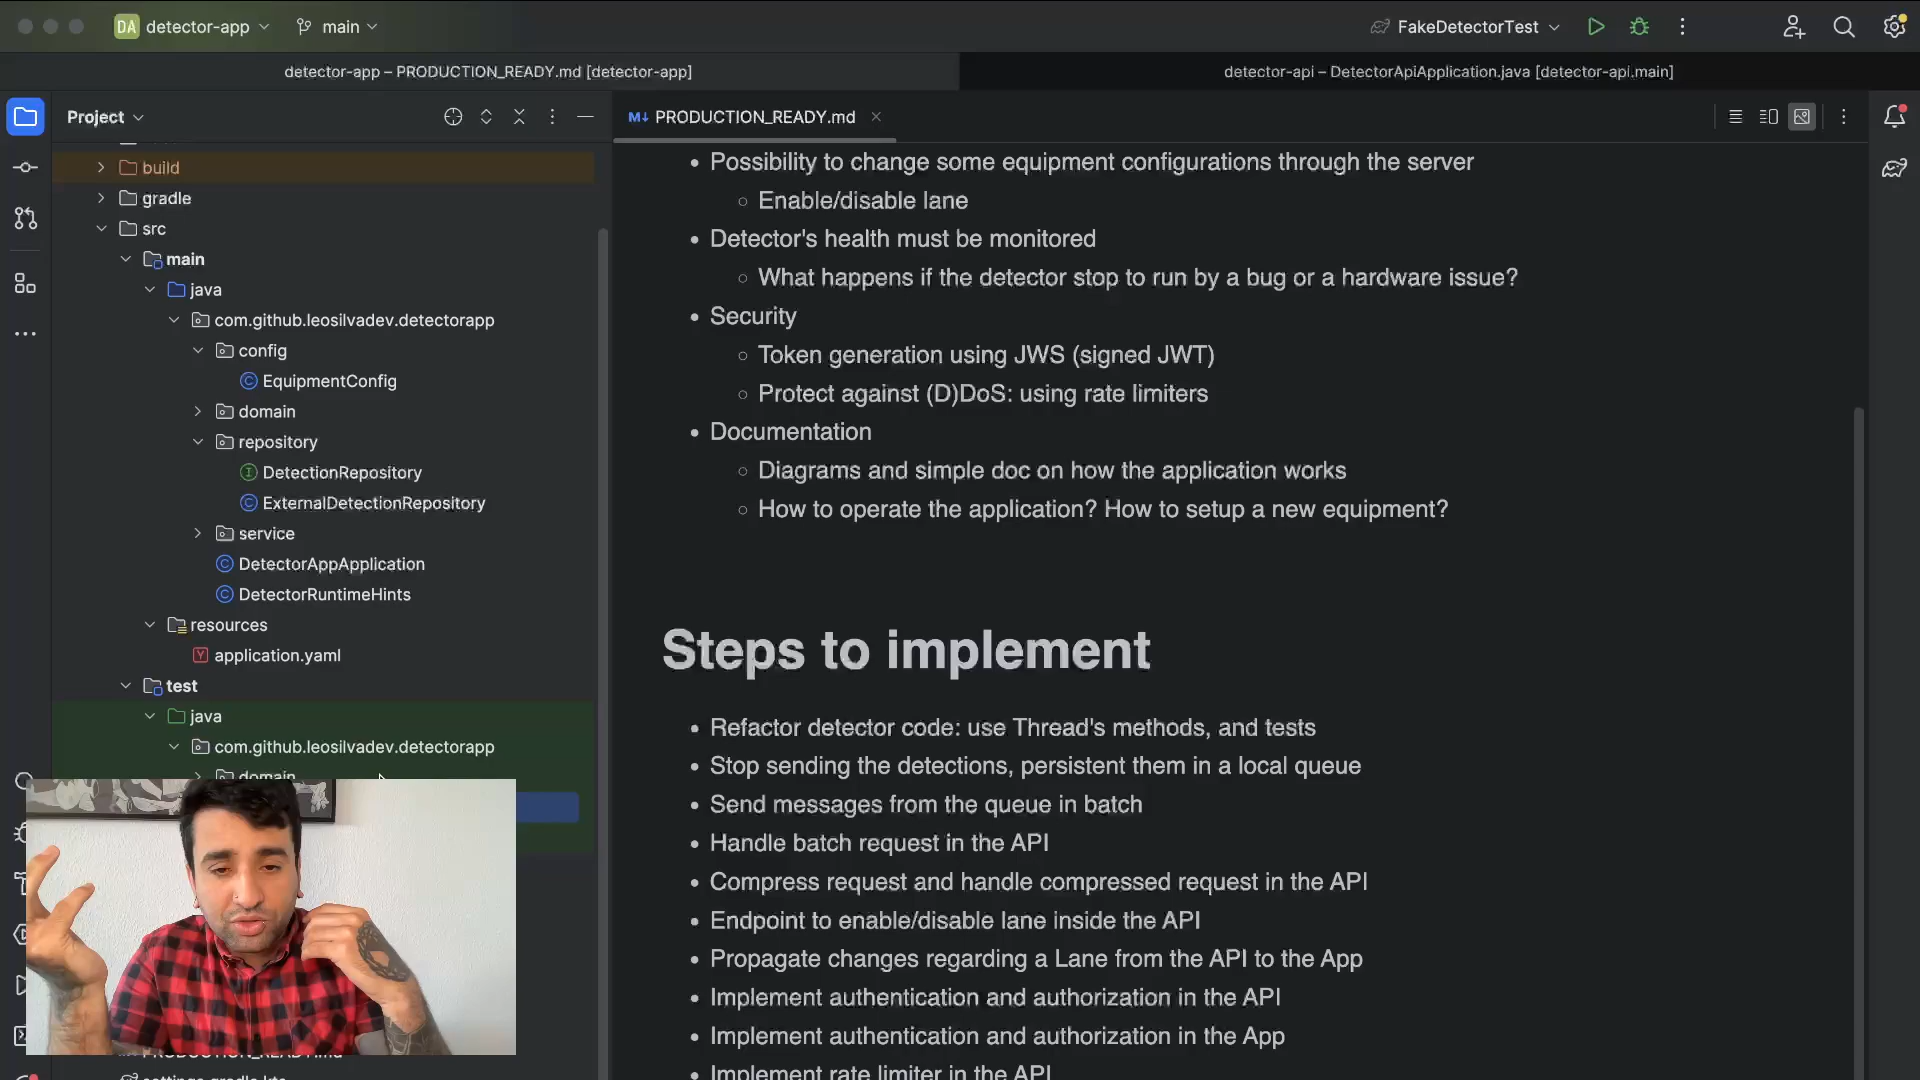 DA detector-app main FakeDetectorTest
detector-app – PRODUCTION_READY.md [detector-app]
detector-api – DetectorApiApplication.java [detector-api.main]
Project
build
gradle
src
main
java
com.github.leosilvadev.detectorapp
config
EquipmentConfig
domain
repository
DetectionRepository
ExternalDetectionRepository
service
DetectorAppApplication
DetectorRuntimeHints
resources
application.yaml
test
java
com.github.leosilvadev.detectorapp
domain
PRODUCTION_READY.md
settings.gradle.kts
M↓ PRODUCTION_READY.md
• Possibility to change some equipment configurations through the server
○ Enable/disable lane
• Detector's health must be monitored
○ What happens if the detector stop to run by a bug or a hardware issue?
• Security
○ Token generation using JWS (signed JWT)
○ Protect against (D)DoS: using rate limiters
• Documentation
○ Diagrams and simple doc on how the application works
○ How to operate the application? How to setup a new equipment?
Steps to implement
• Refactor detector code: use Thread's methods, and tests
• Stop sending the detections, persistent them in a local queue
• Send messages from the queue in batch
• Handle batch request in the API
• Compress request and handle compressed request in the API
• Endpoint to enable/disable lane inside the API
• Propagate changes regarding a Lane from the API to the App
• Implement authentication and authorization in the API
• Implement authentication and authorization in the App
• Implement rate limiter in the API